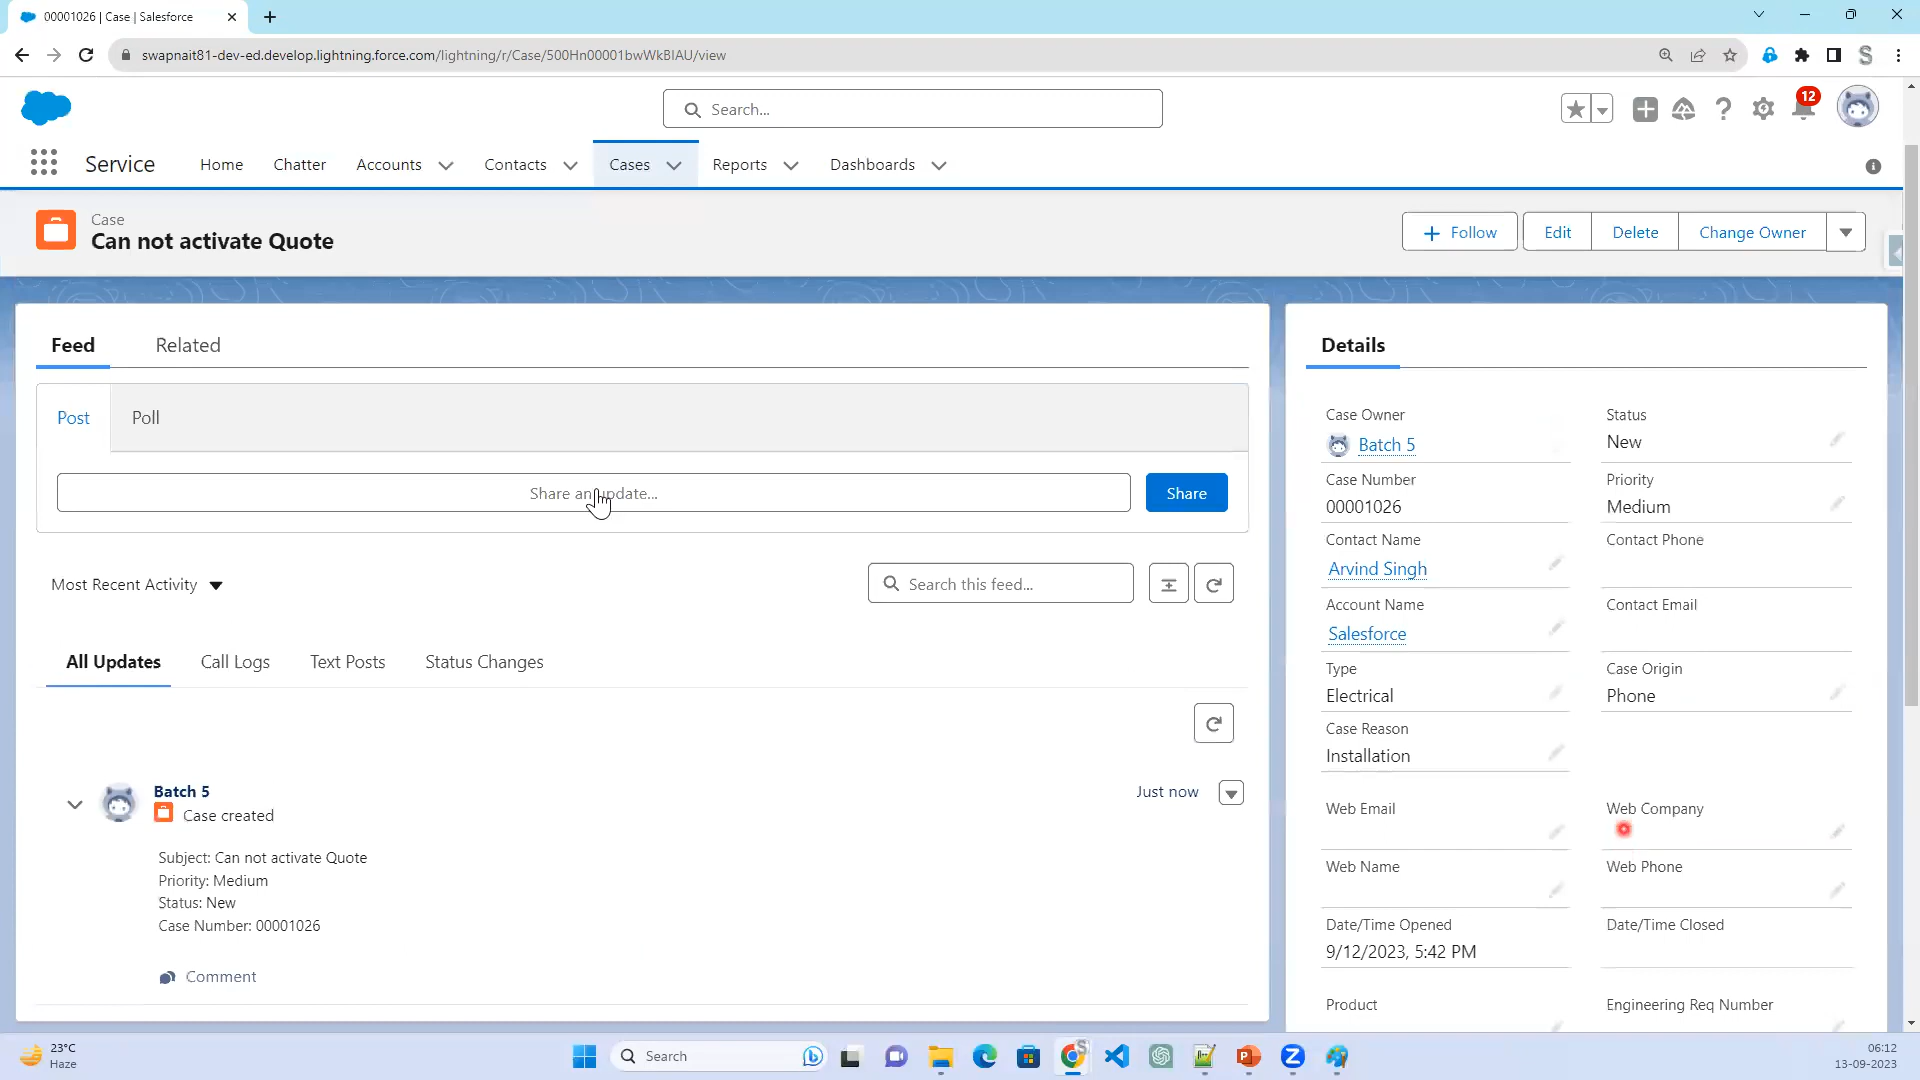 00001026 | Case | Salesforce
swapnait81-dev-ed.develop.lightning.force.com/lightning/r/Case/500Hn00001bwWkBIAU/view
Search...
12
Service
Home
Chatter
Accounts
Contacts
Cases
Reports
Dashboards
Case
Can not activate Quote
Follow
Edit
Delete
Change Owner
Feed
Related
Post
Poll
Share an update...
Share
Most Recent Activity
Search this feed...
All Updates
Call Logs
Text Posts
Status Changes
Batch 5
Case created
Just now
Subject: Can not activate Quote
Priority: Medium
Status: New
Case Number: 00001026
Comment
Details
Case Owner
Batch 5
Status
New
Case Number
00001026
Priority
Medium
Contact Name
Arvind Singh
Contact Phone
Account Name
Salesforce
Contact Email
Type
Electrical
Case Origin
Phone
Case Reason
Installation
Web Email
Web Company
Web Name
Web Phone
Date/Time Opened
9/12/2023, 5:42 PM
Date/Time Closed
Product
Engineering Req Number
23°C
Haze
Search
06:12
13-09-2023